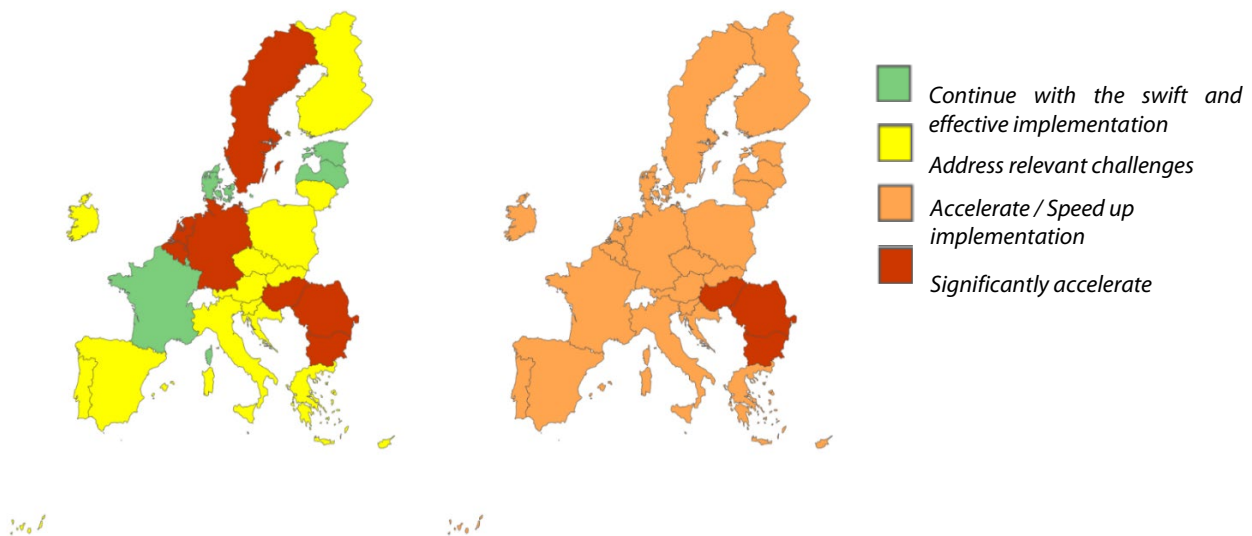 Continue with the swift and
effective implementation
Address relevant challenges
Accelerate / Speed up
implementation
Significantly accelerate